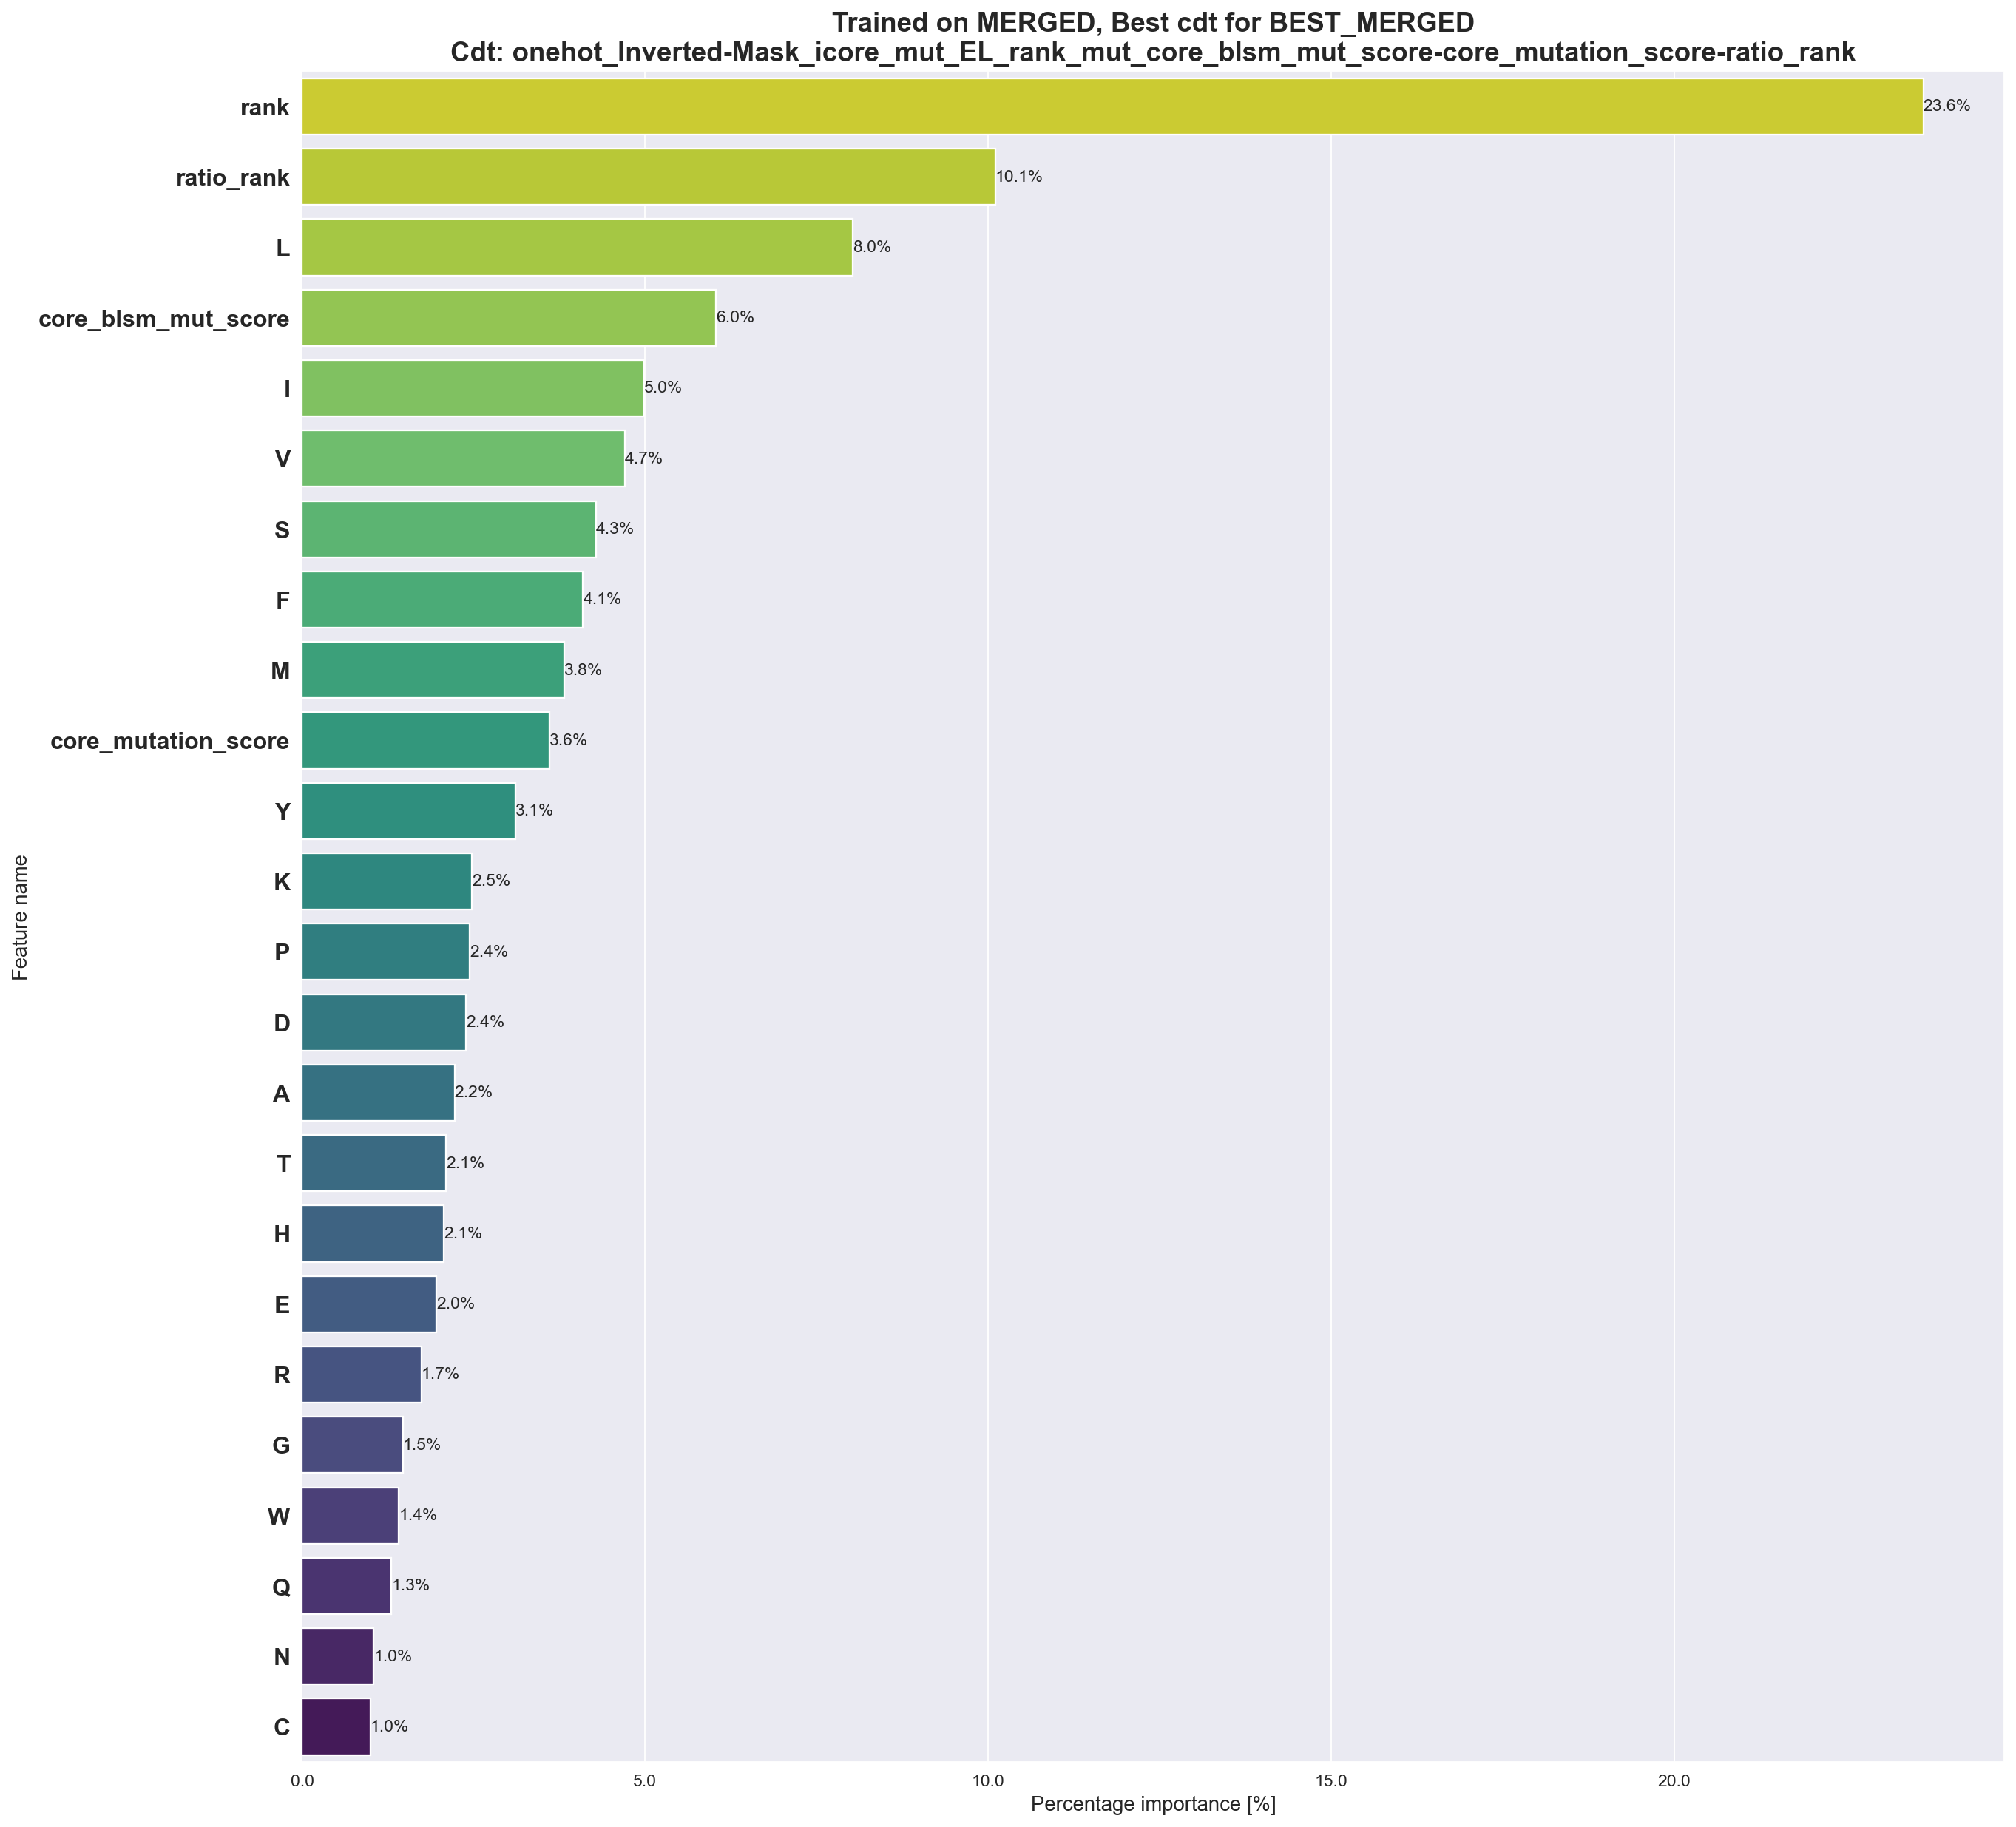 Trained on MERGED, Best cdt for BEST_MERGED
Cdt: onehot_Inverted-Mask_icore_mut_EL_rank_mut_core_blsm_mut_score-core_mutation_score-ratio_rank
rank 23.6%
ratio_rank 10.1%
L 8.0%
core_blsm_mut_score 6.0%
I 5.0%
V 4.7%
S 4.3%
F 4.1%
M 3.8%
core_mutation_score 3.6%
Y 3.1%
K 2.5%
P 2.4%
D 2.4%
A 2.2%
T 2.1%
H 2.1%
E 2.0%
R 1.7%
G 1.5%
W 1.4%
Q 1.3%
N 1.0%
C 1.0%
Feature name
0.0 5.0 10.0 15.0 20.0
Percentage importance [%]